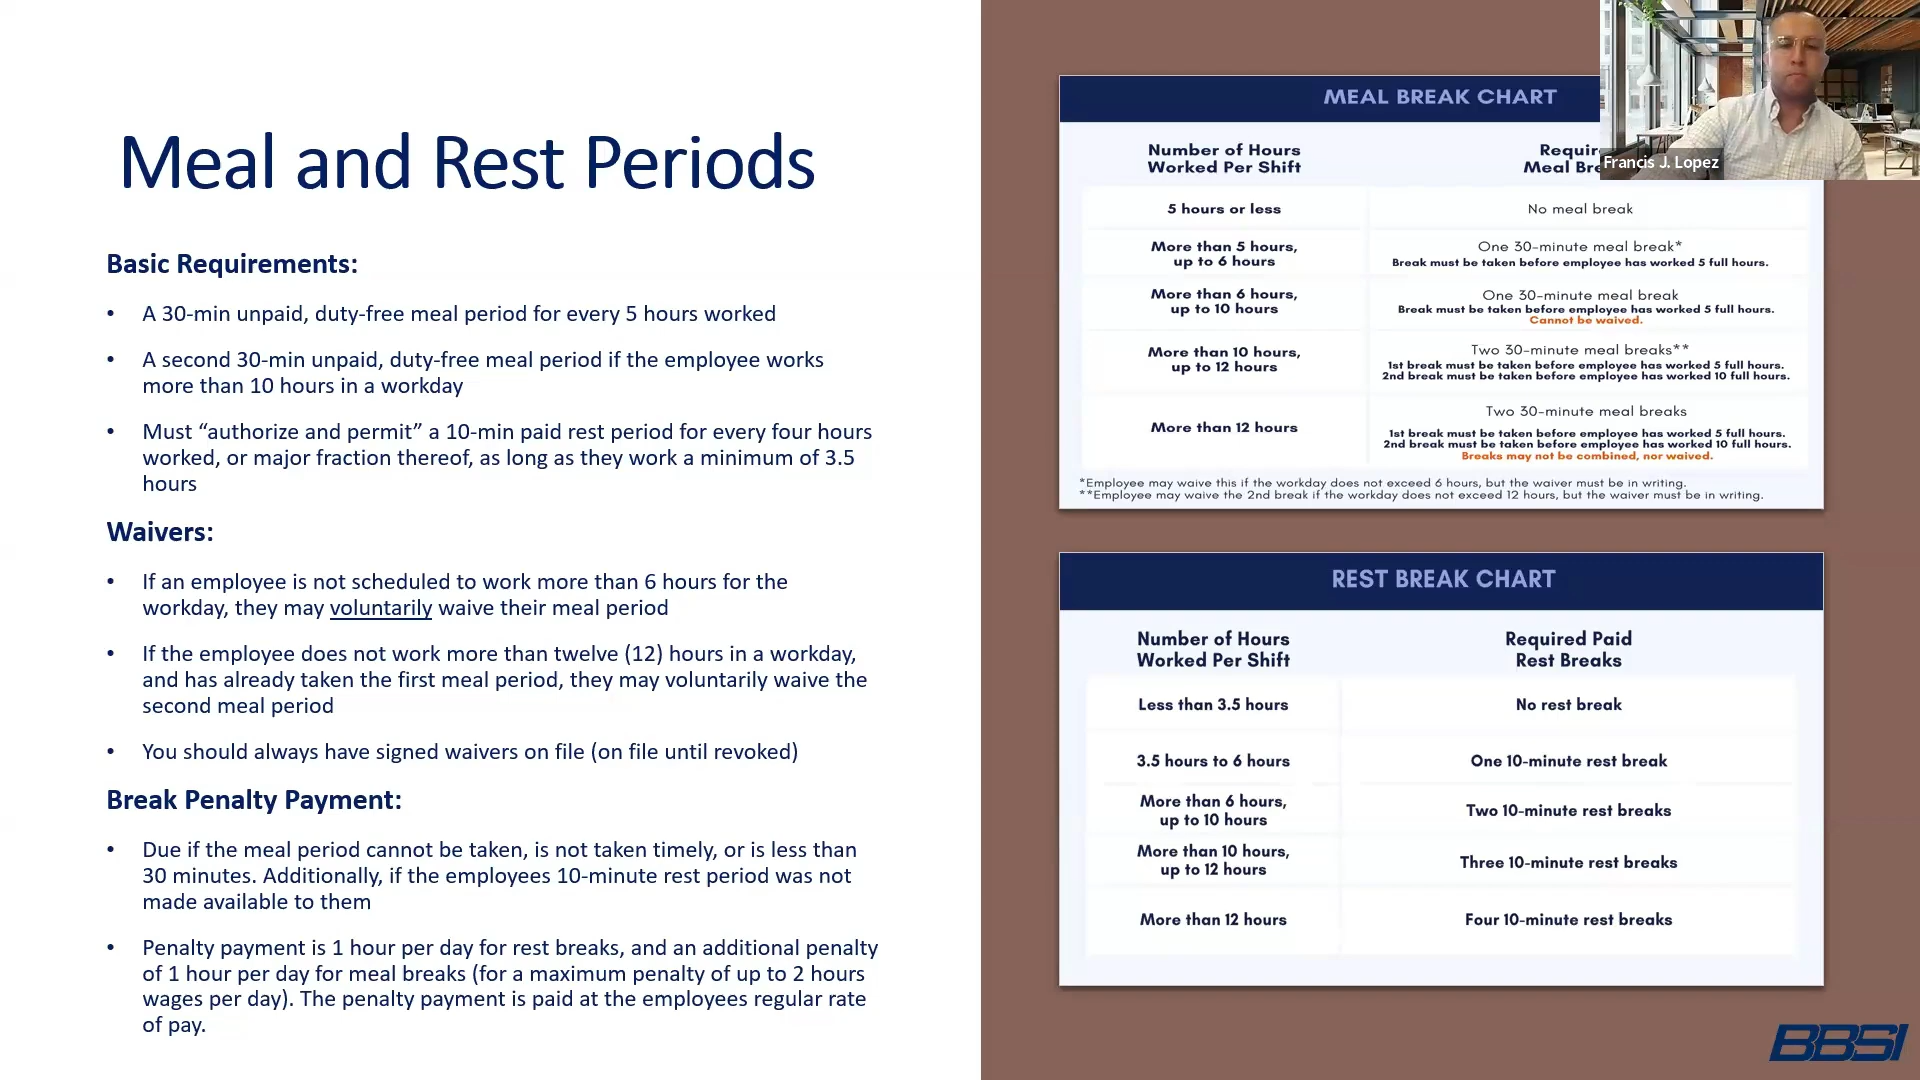 Meal and Rest Periods
Basic Requirements:
• A 30-min unpaid, duty-free meal period for every 5 hours worked
• A second 30-min unpaid, duty-free meal period if the employee works
more than 10 hours in a workday
• Must “authorize and permit” a 10-min paid rest period for every four hours
worked, or major fraction thereof, as long as they work a minimum of 3.5
hours
Waivers:
• If an employee is not scheduled to work more than 6 hours for the
workday, they may voluntarily waive their meal period
• If the employee does not work more than twelve (12) hours in a workday,
and has already taken the first meal period, they may voluntarily waive the
second meal period
• You should always have signed waivers on file (on file until revoked)
Break Penalty Payment:
• Due if the meal period cannot be taken, is not taken timely, or is less than
30 minutes. Additionally, if the employees 10-minute rest period was not
made available to them
• Penalty payment is 1 hour per day for rest breaks, and an additional penalty
of 1 hour per day for meal breaks (for a maximum penalty of up to 2 hours
wages per day). The penalty payment is paid at the employees regular rate
of pay.
MEAL BREAK CHART
Number of Hours
Worked Per Shift
Meal
5 hours or less
No meal break
More than 5 hours,
up to 6 hours
One 30-minute meal break*
Break must be taken before employee has worked 5 full hours.
More than 6 hours,
up to 10 hours
One 30-minute meal break
Break must be taken before employee has worked 5 full hours.
Cannot be waived.
More than 10 hours,
up to 12 hours
Two 30-minute meal breaks**
1st break must be taken before employee has worked 5 full hours.
2nd break must be taken before employee has worked 10 full hours.
More than 12 hours
Two 30-minute meal breaks
1st break must be taken before employee has worked 5 full hours.
2nd break must be taken before employee has worked 10 full hours.
Breaks may not be combined, nor waived.
*Employee may waive this if the workday does not exceed 6 hours, but the waiver must be in writing.
**Employee may waive the 2nd break if the workday does not exceed 12 hours, but the waiver must be in writing.
REST BREAK CHART
Number of Hours
Worked Per Shift
Required Paid
Rest Breaks
Less than 3.5 hours
No rest break
3.5 hours to 6 hours
One 10-minute rest break
More than 6 hours,
up to 10 hours
Two 10-minute rest breaks
More than 10 hours,
up to 12 hours
Three 10-minute rest breaks
More than 12 hours
Four 10-minute rest breaks
Francis J. Lopez
BBSI